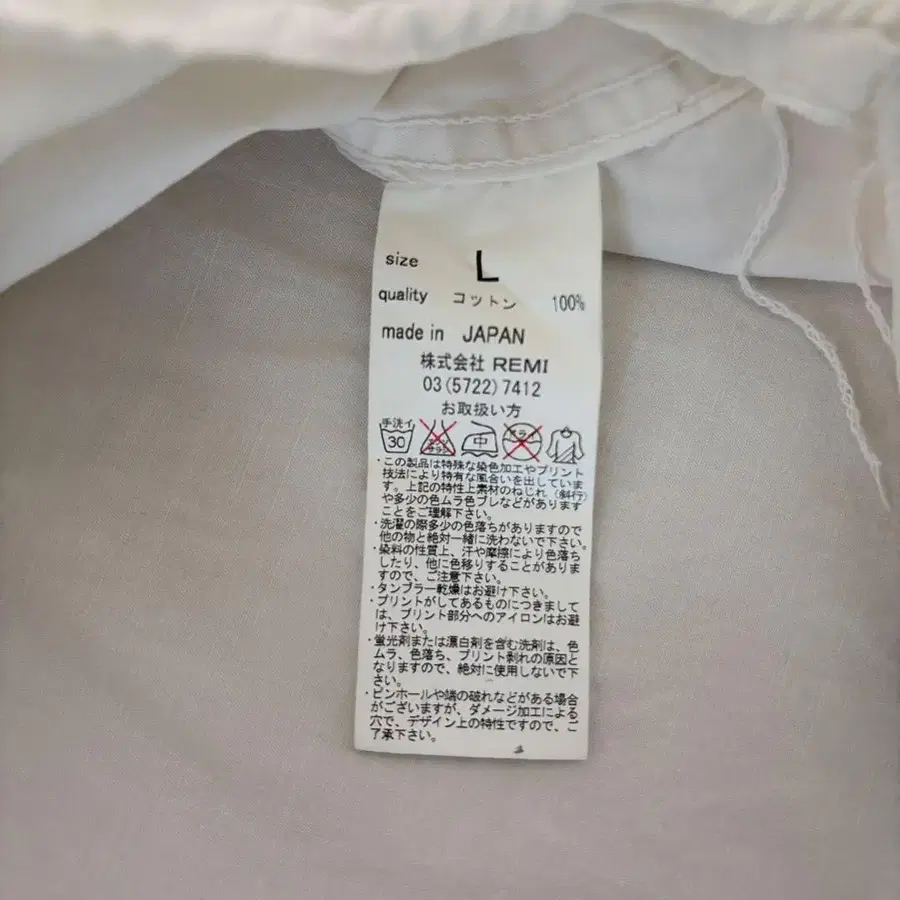 size L
quality コットン 100%
made in JAPAN
株式会社 REMI
03(5722)7412
お取扱い方
手洗イ
30
エンソ
サラシ
中
・この製品は特殊な染色加工やプリント
技法により特有な風合いを出していま
す。上記の特性上素材のねじれ(斜行)
や多少の色ムラ色ブレなどがあります
ことをご理解下さい。
・洗濯の際多少の色落ちがありますので
他の物と絶対一緒に洗わないで下さい。
・染料の性質上、汗や摩擦により色落ち
したり、他に色移りすることがありま
すので、ご注意下さい。
・タンブラー乾燥はお避け下さい。
・プリントがしてあるものにつきまして
は、プリント部分へのアイロンはお避
け下さい。
・蛍光剤または漂白剤を含む洗剤は、色
ムラ、色落ち、プリント剥れの原因と
なりますので、絶対に使用しないで下
さい。
・ピンホールや端の破れなどがある場合
がございますが、ダメージ加工による
穴で、デザイン上の特性ですので、ご
了承下さい。